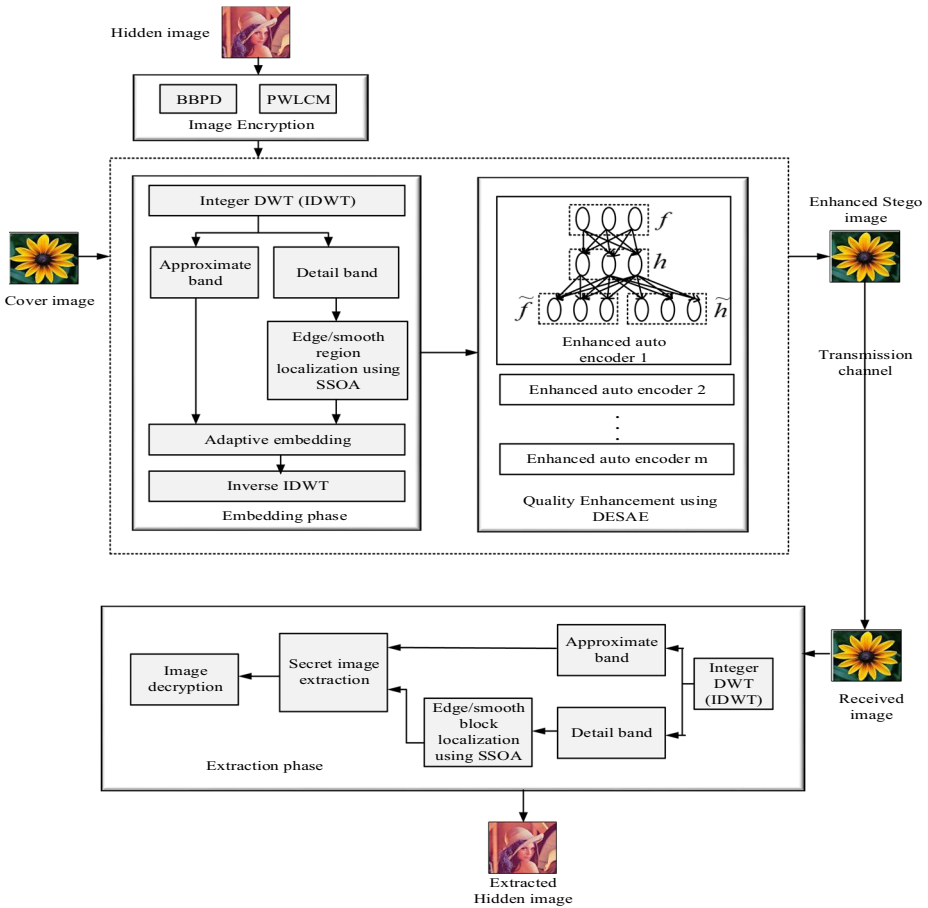 Hidden image
BBPD
PWLCM
Image Encryption
Integer DWT (IDWT)
Approximate
band
Detail band
Edge/smooth
region
localization using
SSOA
Adaptive embedding
Inverse IDWT
Embedding phase
Cover image
f
h
f̃
h̃
Enhanced auto
encoder 1
Enhanced auto encoder 2
Enhanced auto encoder m
Quality Enhancement using
DESAE
Enhanced Stego
image
Transmission
channel
Received
image
Integer
DWT
(IDWT)
Approximate
band
Detail band
Edge/smooth
block
localization
using SSOA
Secret image
extraction
Image
decryption
Extraction phase
Extracted
Hidden image